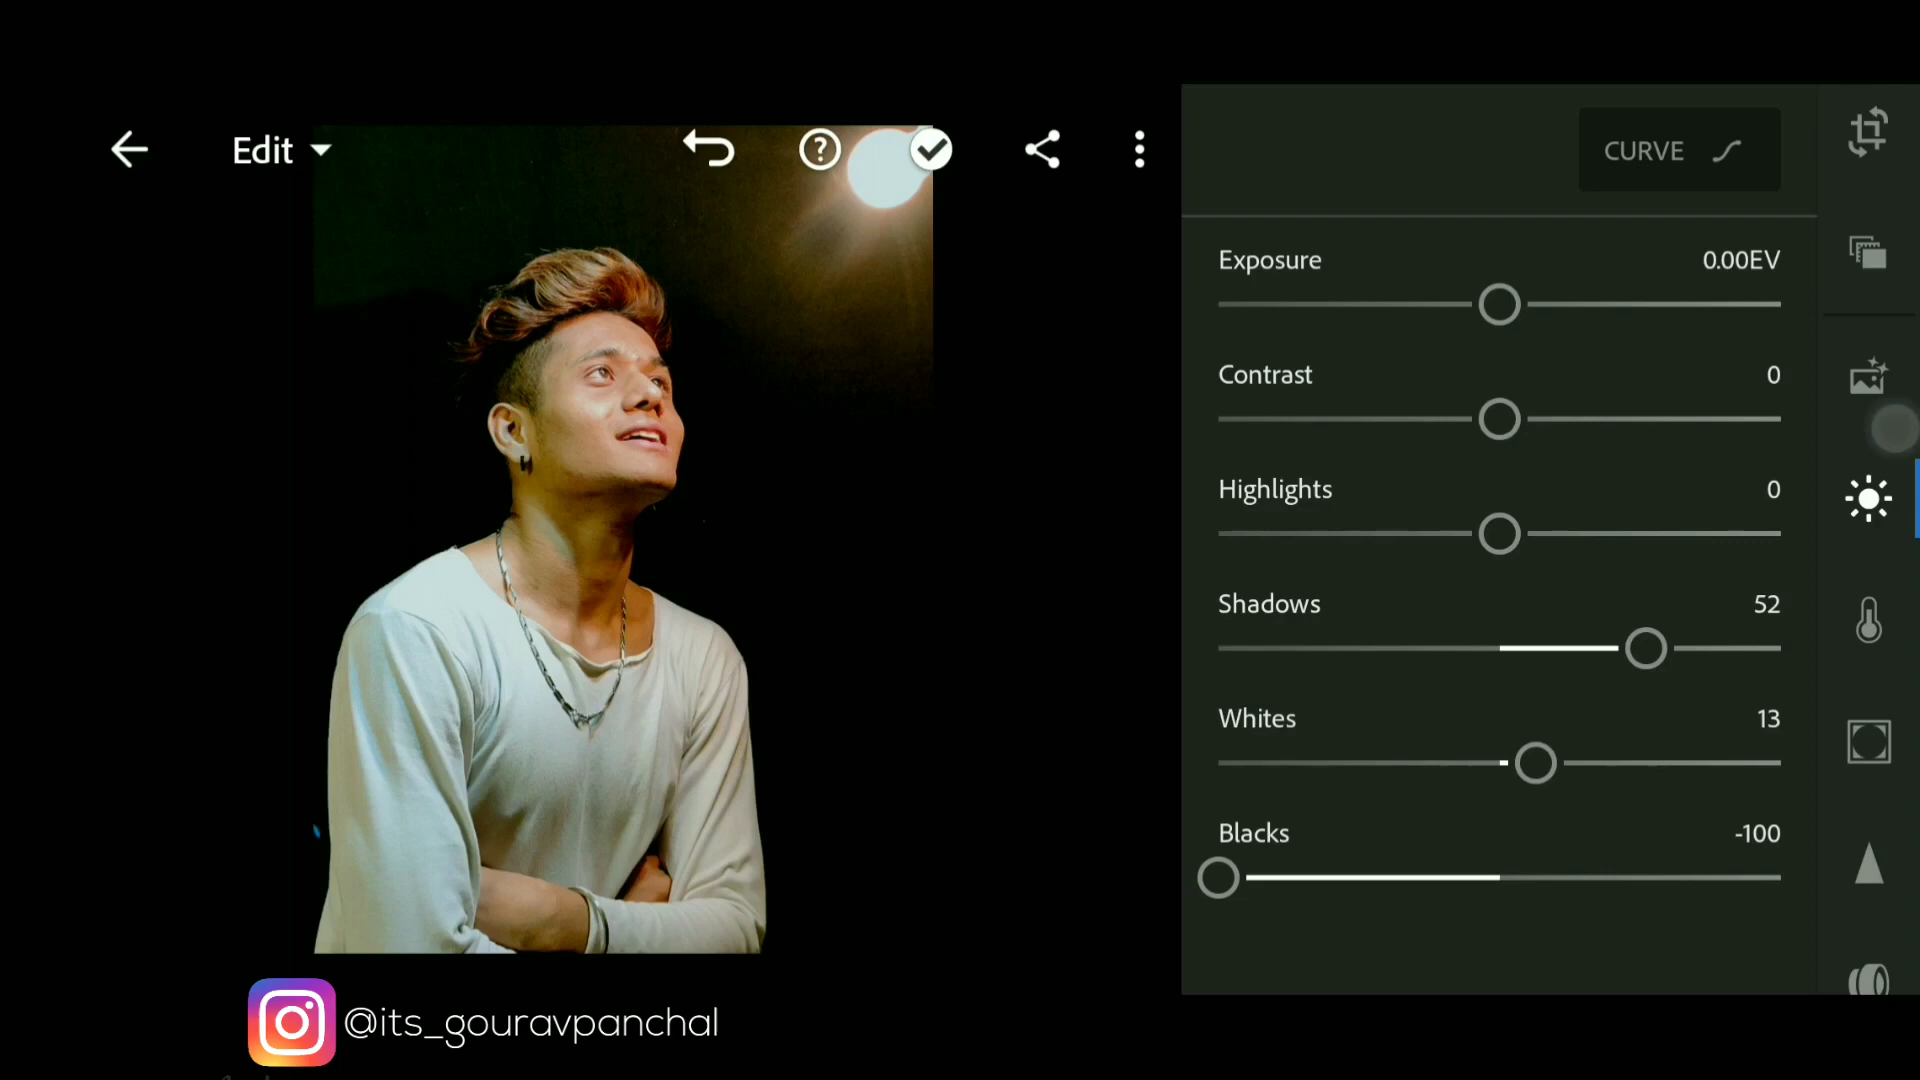 Edit
CURVE
Exposure 0.00EV
Contrast 0
Highlights 0
Shadows 52
Whites 13
Blacks -100
@its_gouravpanchal